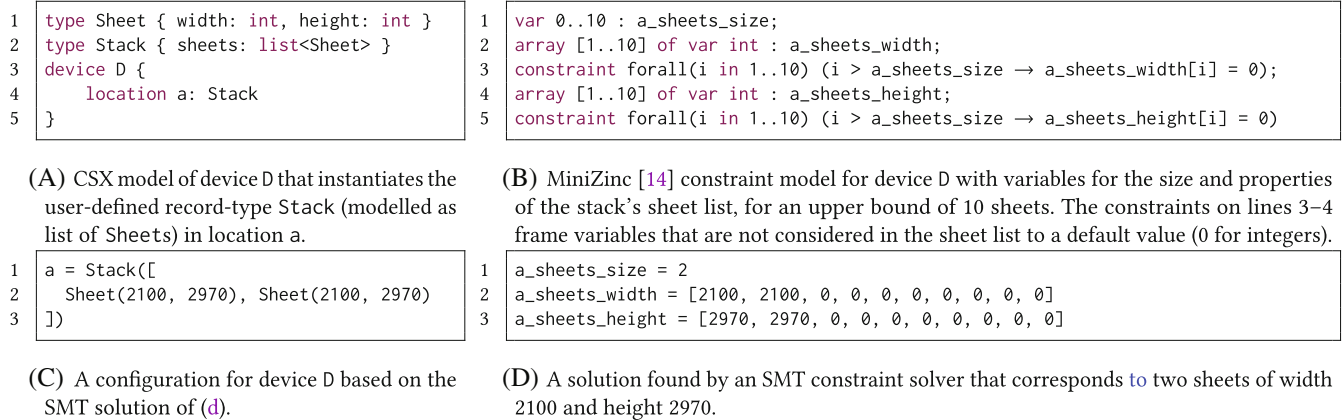 1 type Sheet { width: int, height: int }
2 type Stack { sheets: list<Sheet> }
3 device D {
4 location a: Stack
5 }
(A) CSX model of device D that instantiates the
user-defined record-type Stack (modelled as
list of Sheets) in location a.
1 var 0..10 : a_sheets_size;
2 array [1..10] of var int : a_sheets_width;
3 constraint forall(i in 1..10) (i > a_sheets_size → a_sheets_width[i] = 0);
4 array [1..10] of var int : a_sheets_height;
5 constraint forall(i in 1..10) (i > a_sheets_size → a_sheets_height[i] = 0)
(B) MiniZinc [14] constraint model for device D with variables for the size and properties
of the stack's sheet list, for an upper bound of 10 sheets. The constraints on lines 3–4
frame variables that are not considered in the sheet list to a default value (0 for integers).
1 a = Stack([
2 Sheet(2100, 2970), Sheet(2100, 2970)
3 ])
(C) A configuration for device D based on the
SMT solution of (d).
1 a_sheets_size = 2
2 a_sheets_width = [2100, 2100, 0, 0, 0, 0, 0, 0, 0, 0]
3 a_sheets_height = [2970, 2970, 0, 0, 0, 0, 0, 0, 0, 0]
(D) A solution found by an SMT constraint solver that corresponds to two sheets of width
2100 and height 2970.